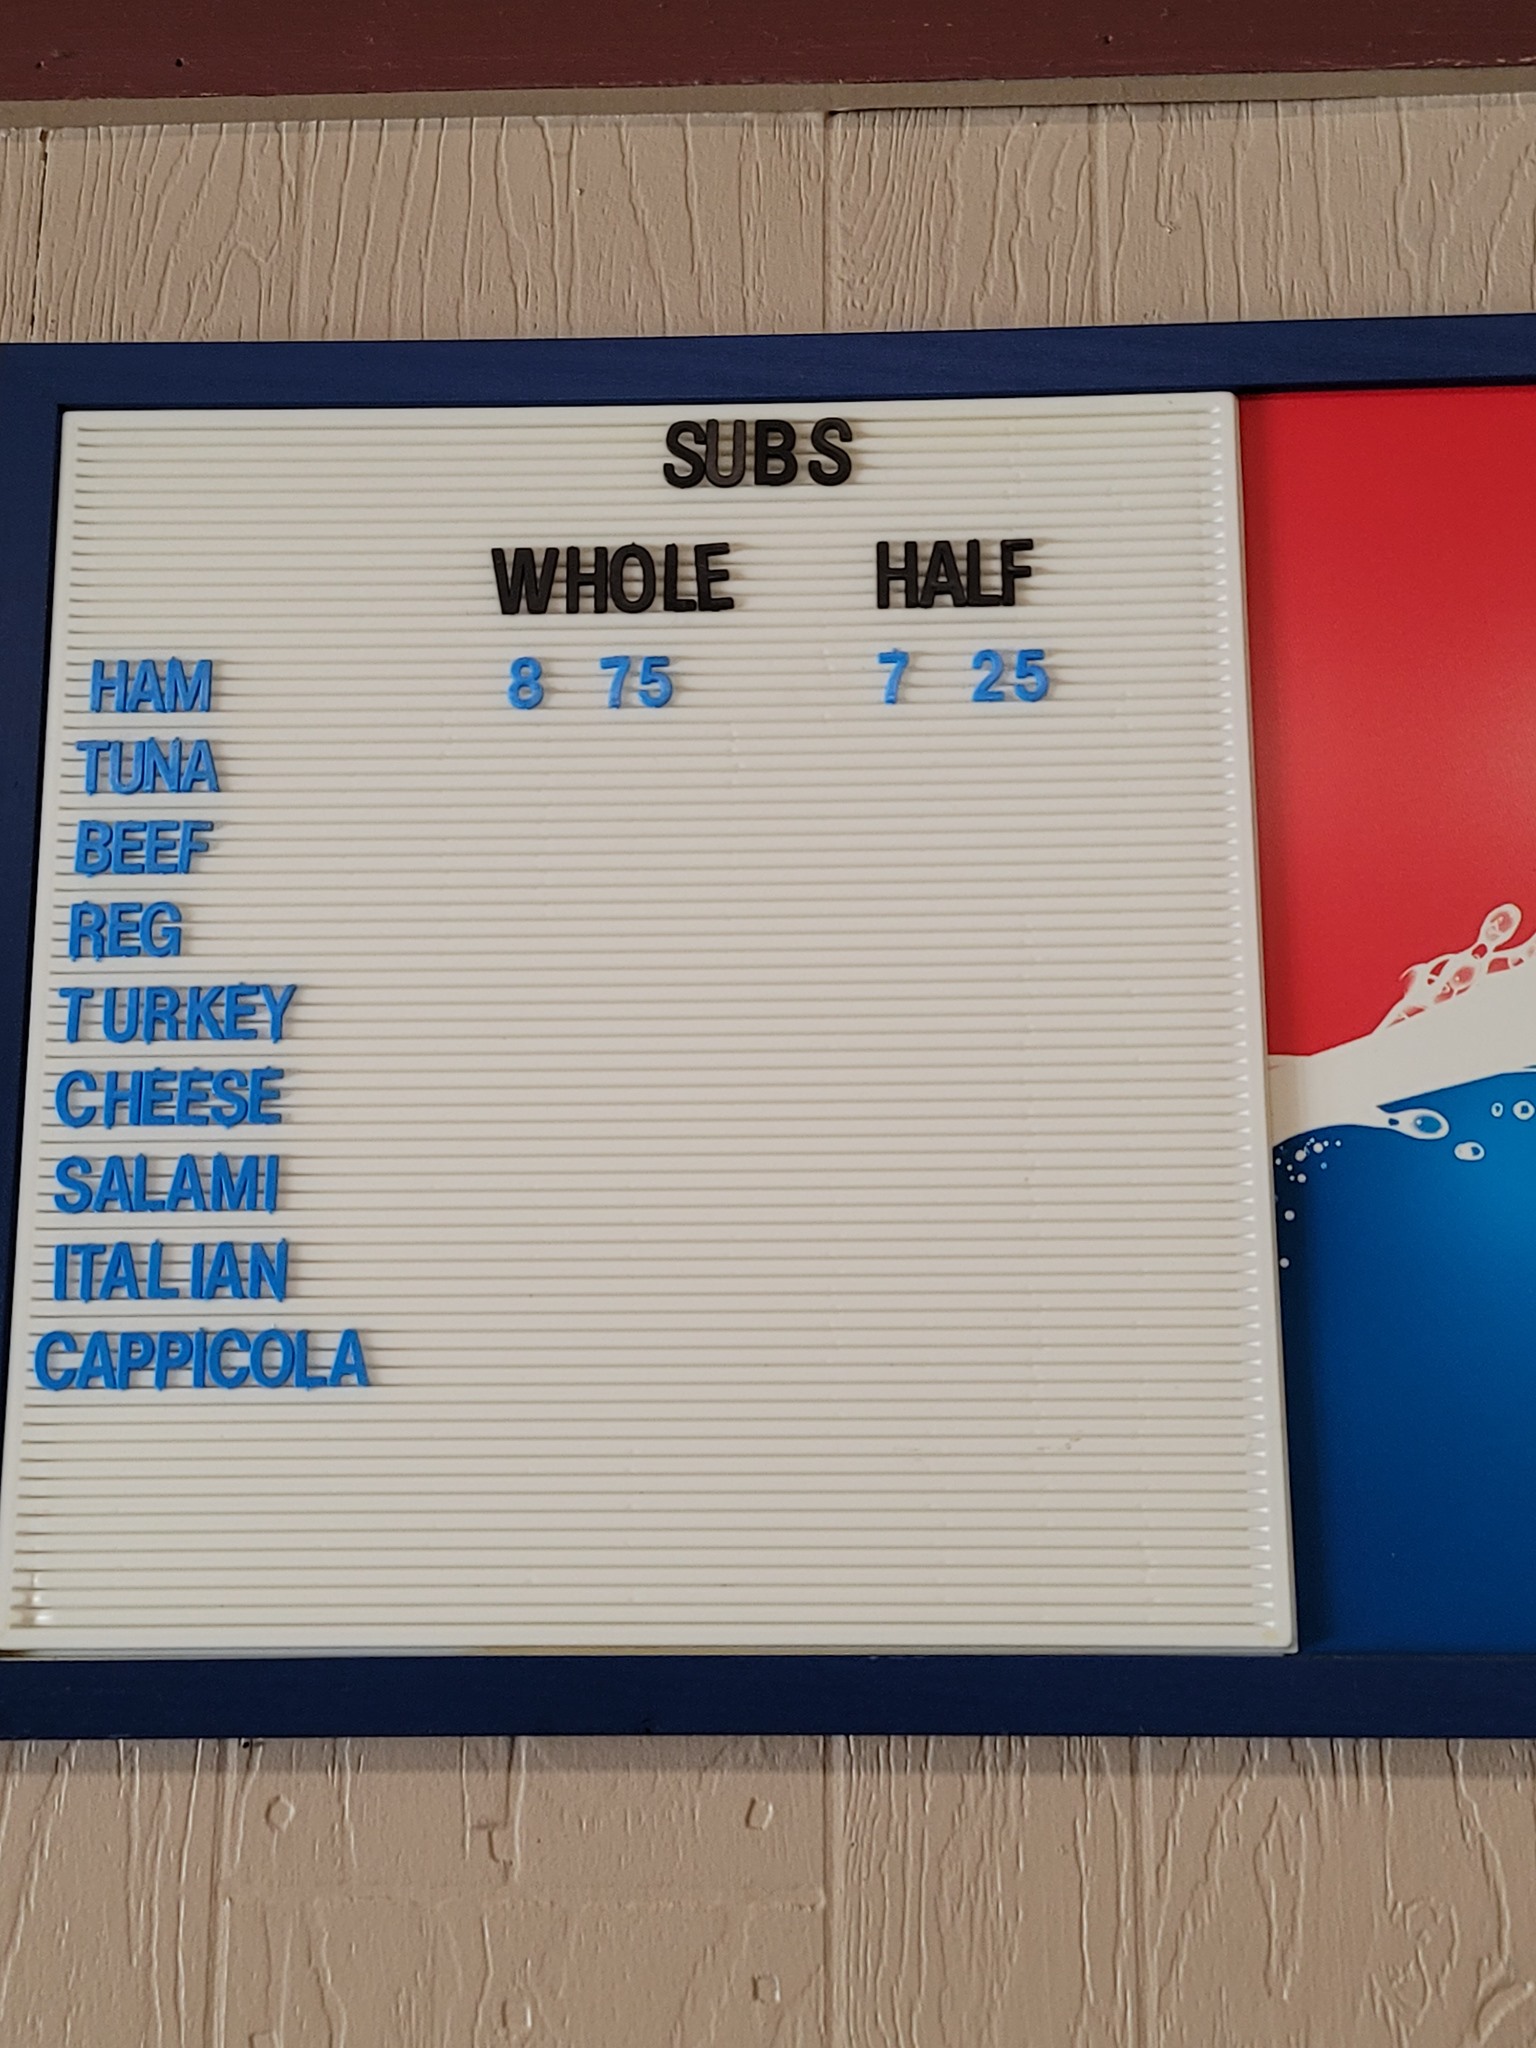 SUBS
WHOLE HALF
HAM 8 75 7 25
TUNA
BEEF
REG
TURKEY
CHEESE
SALAMI
ITALIAN
CAPPICOLA